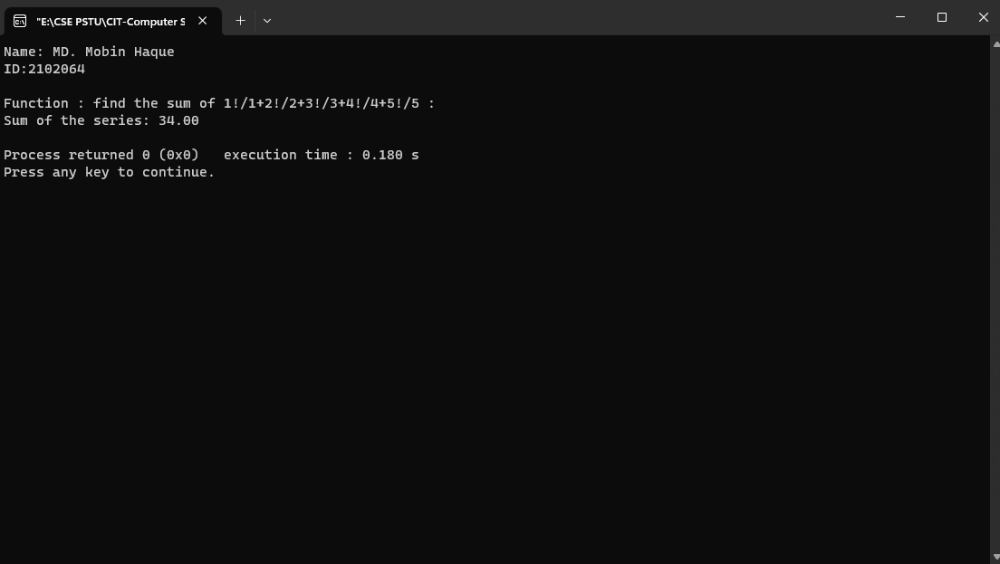 "E:\CSE PSTU\CIT-Computer S
Name: MD. Mobin Haque
ID:2102064
Function : find the sum of 1!/1+2!/2+3!/3+4!/4+5!/5 :
Sum of the series: 34.00
Process returned 0 (0x0)   execution time : 0.180 s
Press any key to continue.